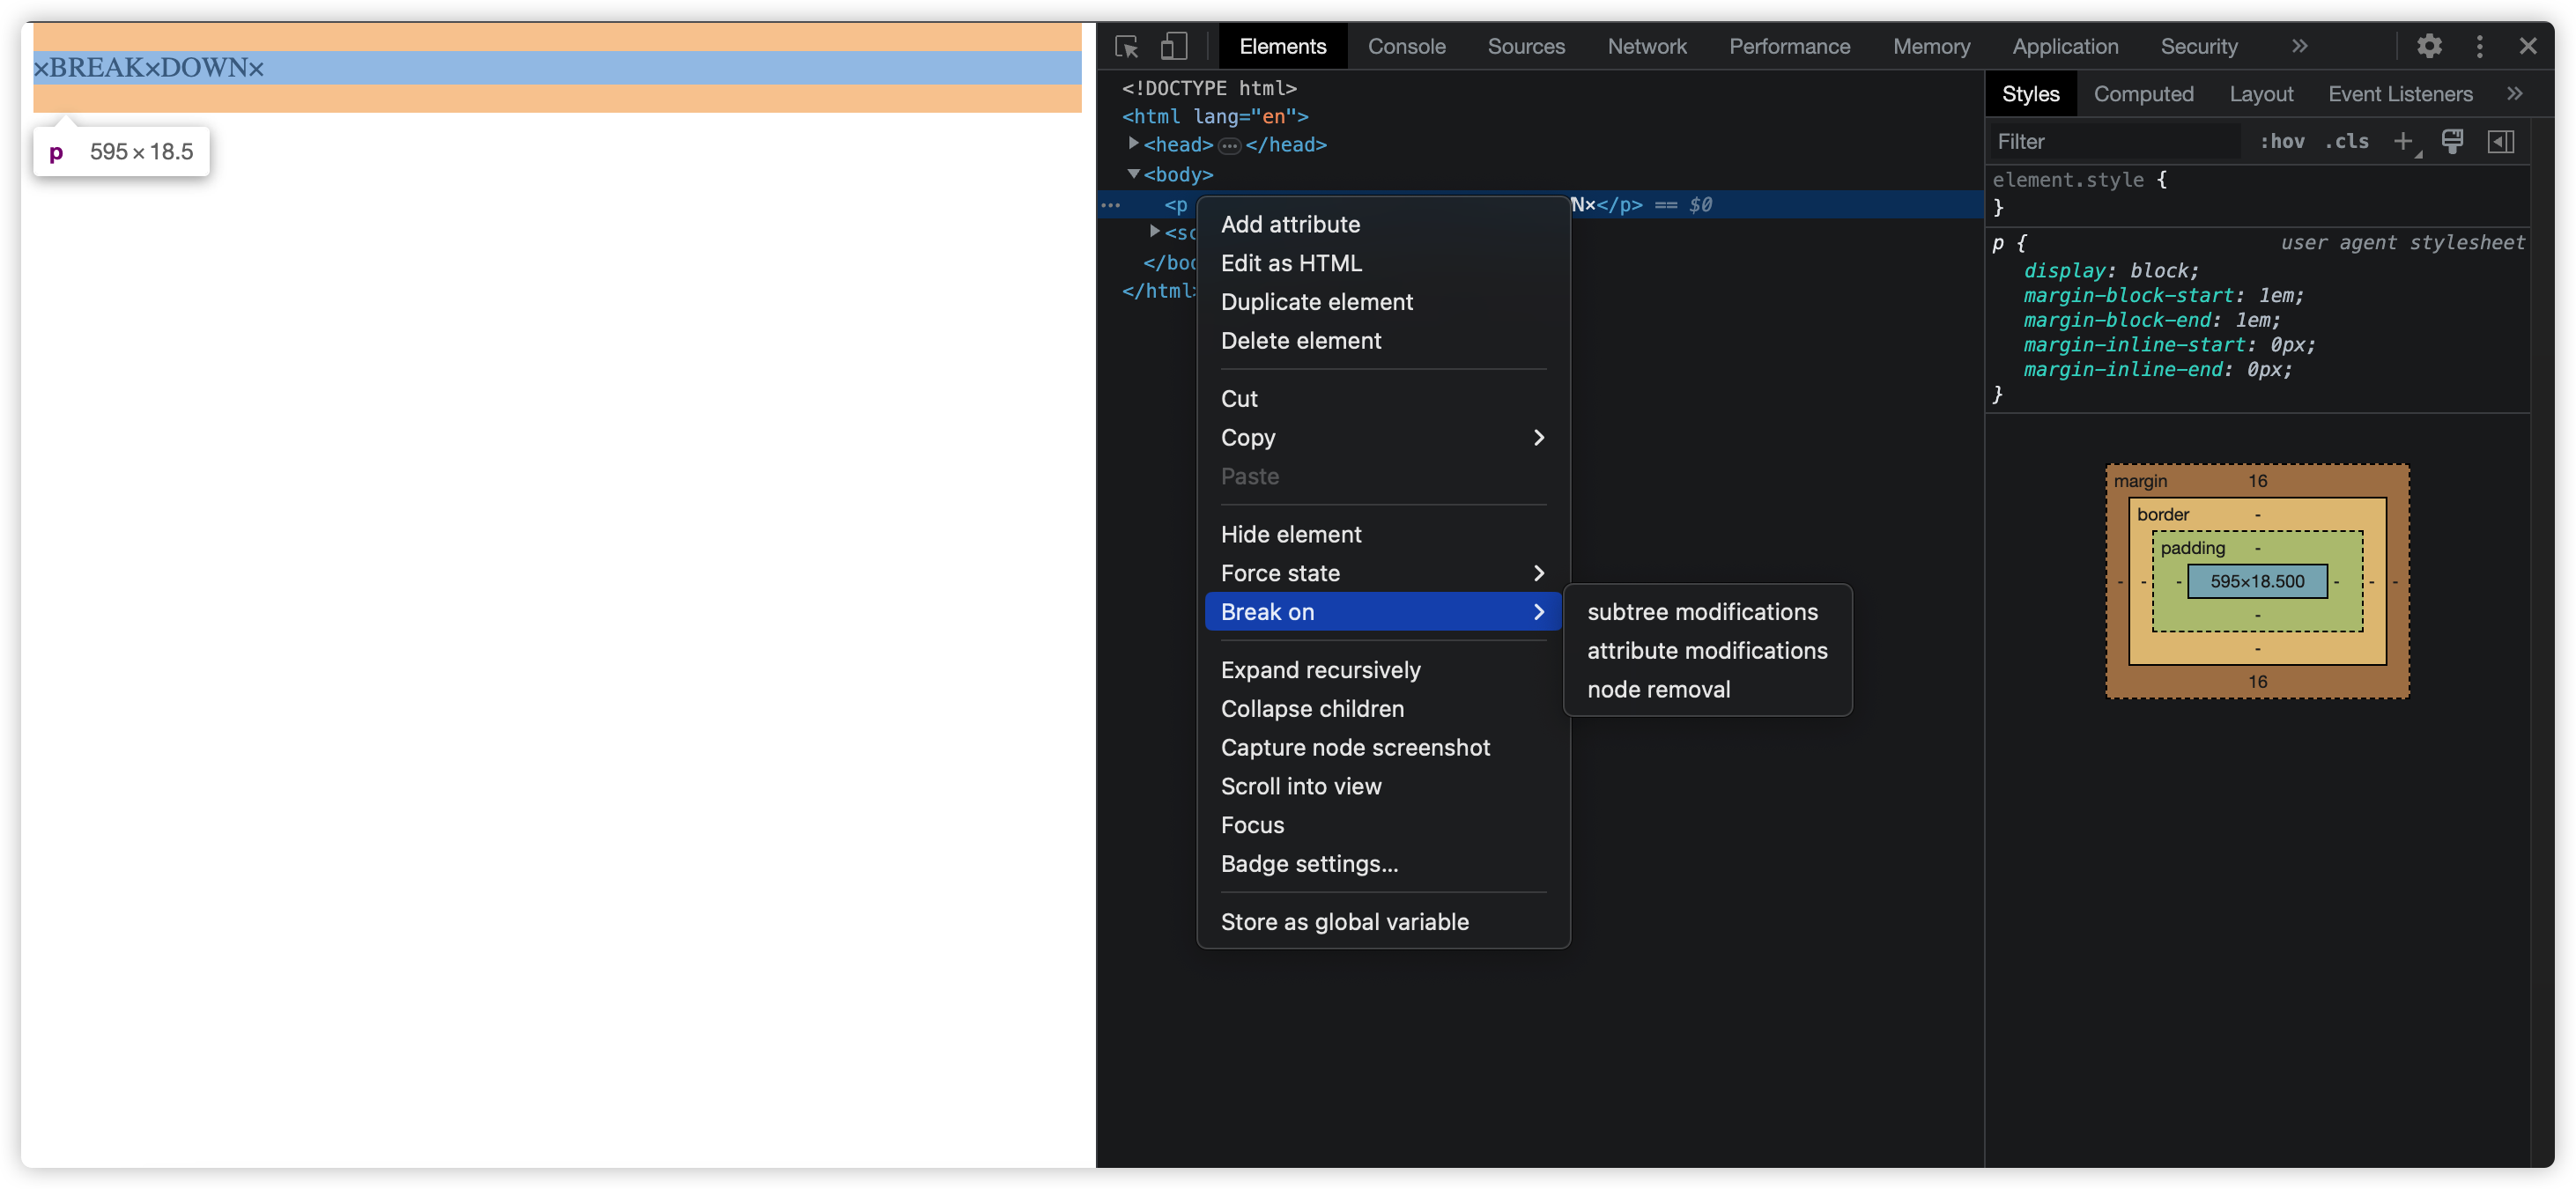 ×BREAK×DOWN×
p 595 × 18.5
Elements Console Sources Network Performance Memory Application Security »
<!DOCTYPE html>
<html lang="en">
<head> ⋯ </head>
<body>
<p N×</p> == $0
<sc
</bod
</html>
Add attribute
Edit as HTML
Duplicate element
Delete element
Cut
Copy
Paste
Hide element
Force state
Break on
Expand recursively
Collapse children
Capture node screenshot
Scroll into view
Focus
Badge settings...
Store as global variable
subtree modifications
attribute modifications
node removal
Styles Computed Layout Event Listeners »
Filter :hov .cls +
element.style {
}
p { user agent stylesheet
display: block;
margin-block-start: 1em;
margin-block-end: 1em;
margin-inline-start: 0px;
margin-inline-end: 0px;
}
margin 16
border -
padding -
- - - 595×18.500 - - -
-
-
16